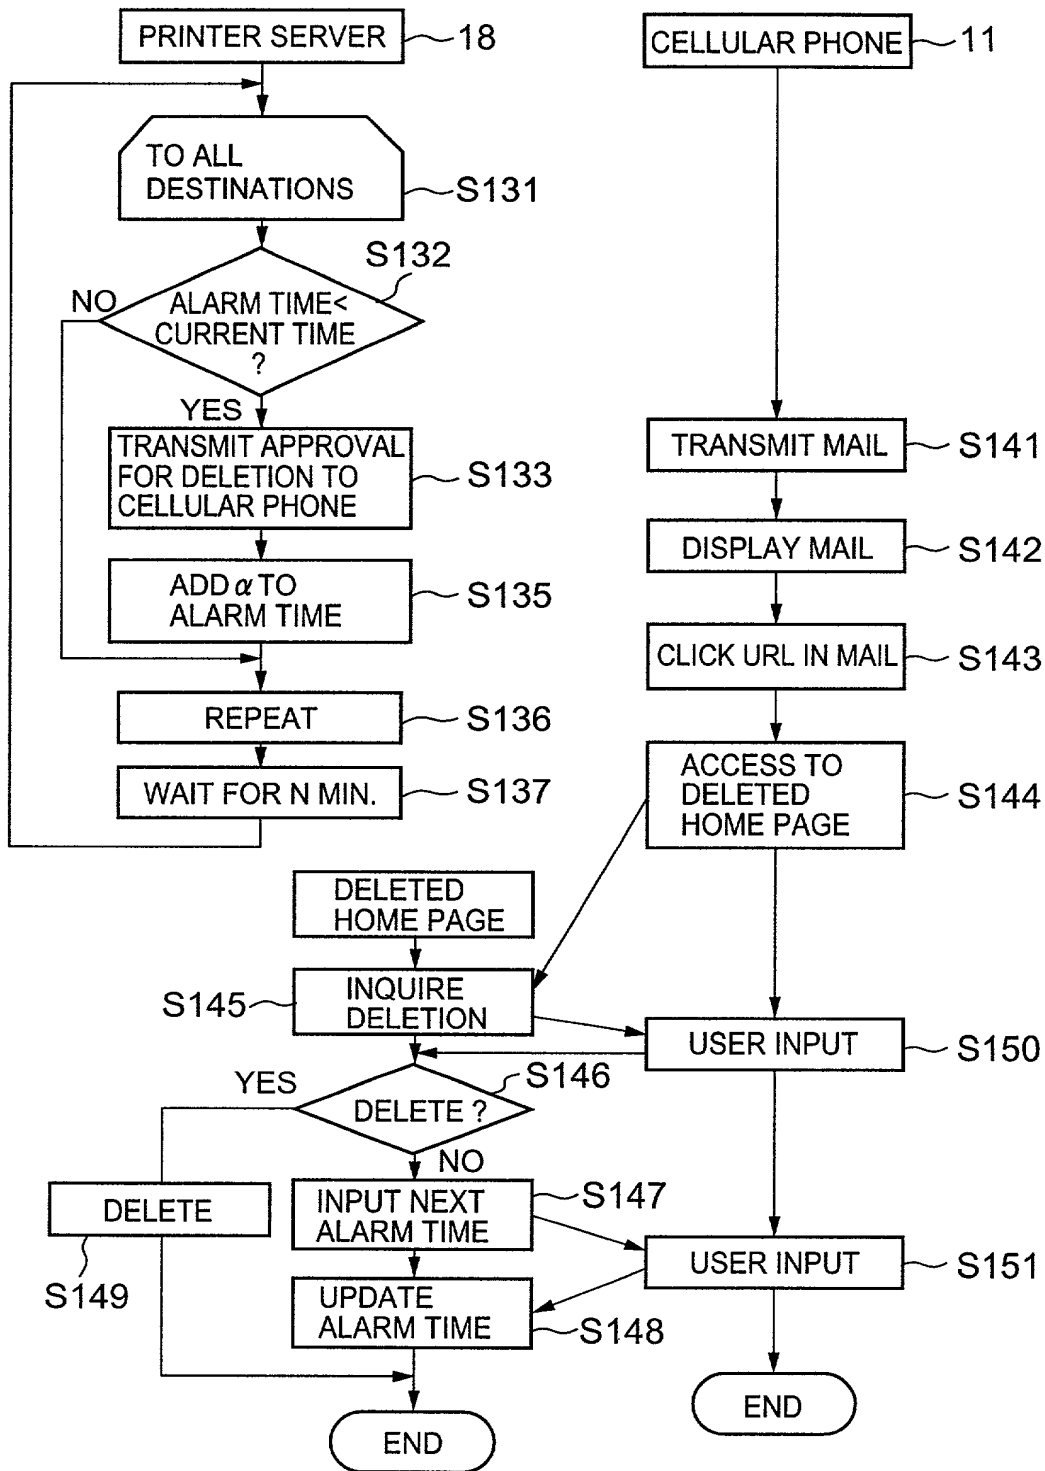 PRINTER SERVER
18
TO ALL
DESTINATIONS
S131
S132
NO
ALARM TIME<
CURRENT TIME
?
YES
TRANSMIT APPROVAL
FOR DELETION TO
CELLULAR PHONE
S133
ADD α TO
ALARM TIME
S135
REPEAT
S136
WAIT FOR N MIN.
S137
CELLULAR PHONE
11
TRANSMIT MAIL
S141
DISPLAY MAIL
S142
CLICK URL IN MAIL
S143
ACCESS TO
DELETED
HOME PAGE
S144
DELETED
HOME PAGE
S145
INQUIRE
DELETION
USER INPUT
S150
YES
S146
DELETE ?
NO
DELETE
S149
INPUT NEXT
ALARM TIME
S147
USER INPUT
S151
UPDATE
ALARM TIME
S148
END
END